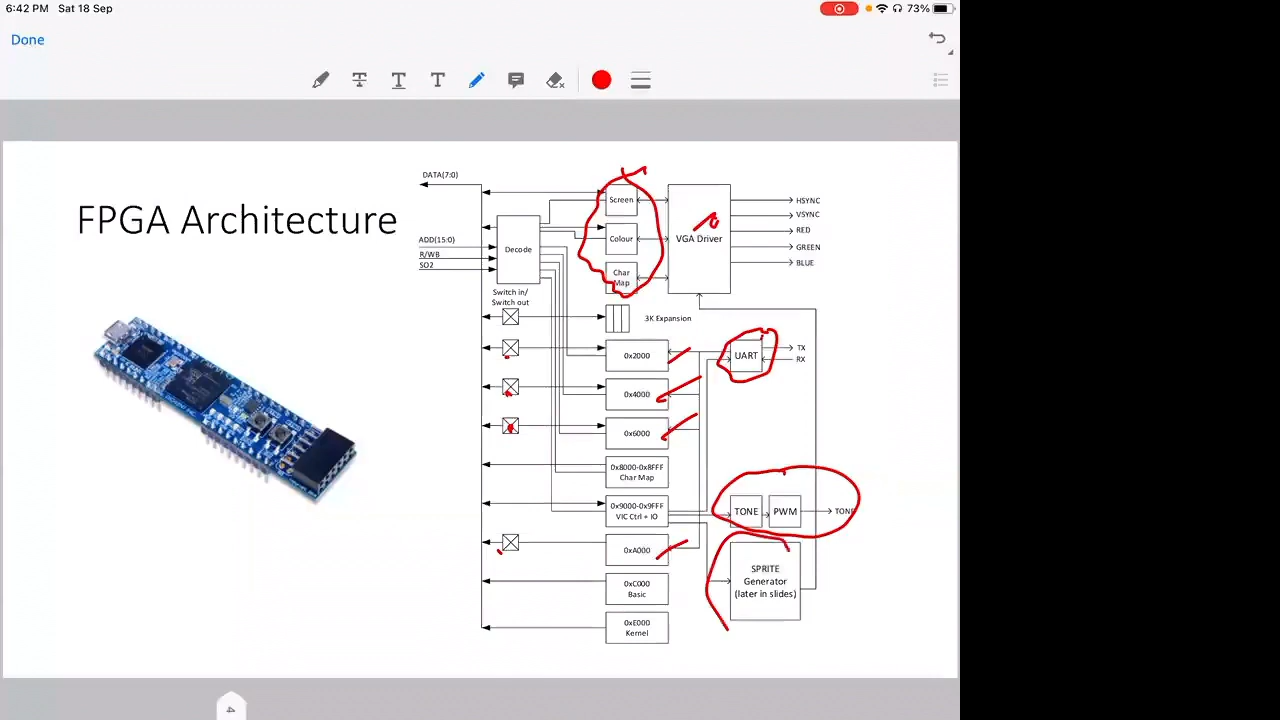 6:42 PM Sat 18 Sep
73%
Done
FPGA Architecture
DATA(7:0)
ADD(15:0)
R/WB
SO2
Decode
Switch in/
Switch out
Screen
Colour
Char
Map
VGA Driver
HSYNC
VSYNC
RED
GREEN
BLUE
3K Expansion
0x2000
UART
TX
RX
0x4000
0x6000
0x8000-0x8FFF
Char Map
0x9000-0x9FFF
VIC Ctrl + IO
TONE
PWM
TONE
0xA000
SPRITE
Generator
(later in slides)
0xC000
Basic
0xE000
Kernel
4